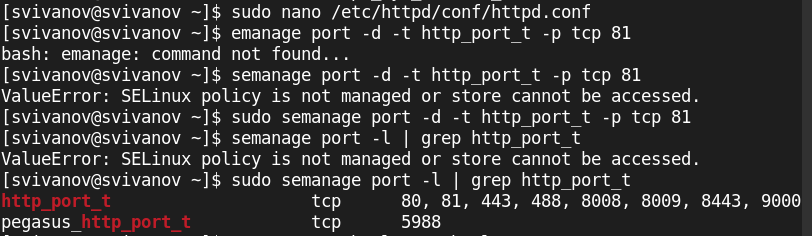 [svivanov@svivanov ~]$ sudo nano /etc/httpd/conf/httpd.conf
[svivanov@svivanov ~]$ emanage port -d -t http_port_t -p tcp 81
bash: emanage: command not found...
[svivanov@svivanov ~]$ semanage port -d -t http_port_t -p tcp 81
ValueError: SELinux policy is not managed or store cannot be accessed.
[svivanov@svivanov ~]$ sudo semanage port -d -t http_port_t -p tcp 81
[svivanov@svivanov ~]$ semanage port -l | grep http_port_t
ValueError: SELinux policy is not managed or store cannot be accessed.
[svivanov@svivanov ~]$ sudo semanage port -l | grep http_port_t
http_port_t                    tcp      80, 81, 443, 488, 8008, 8009, 8443, 9000
pegasus_http_port_t            tcp      5988